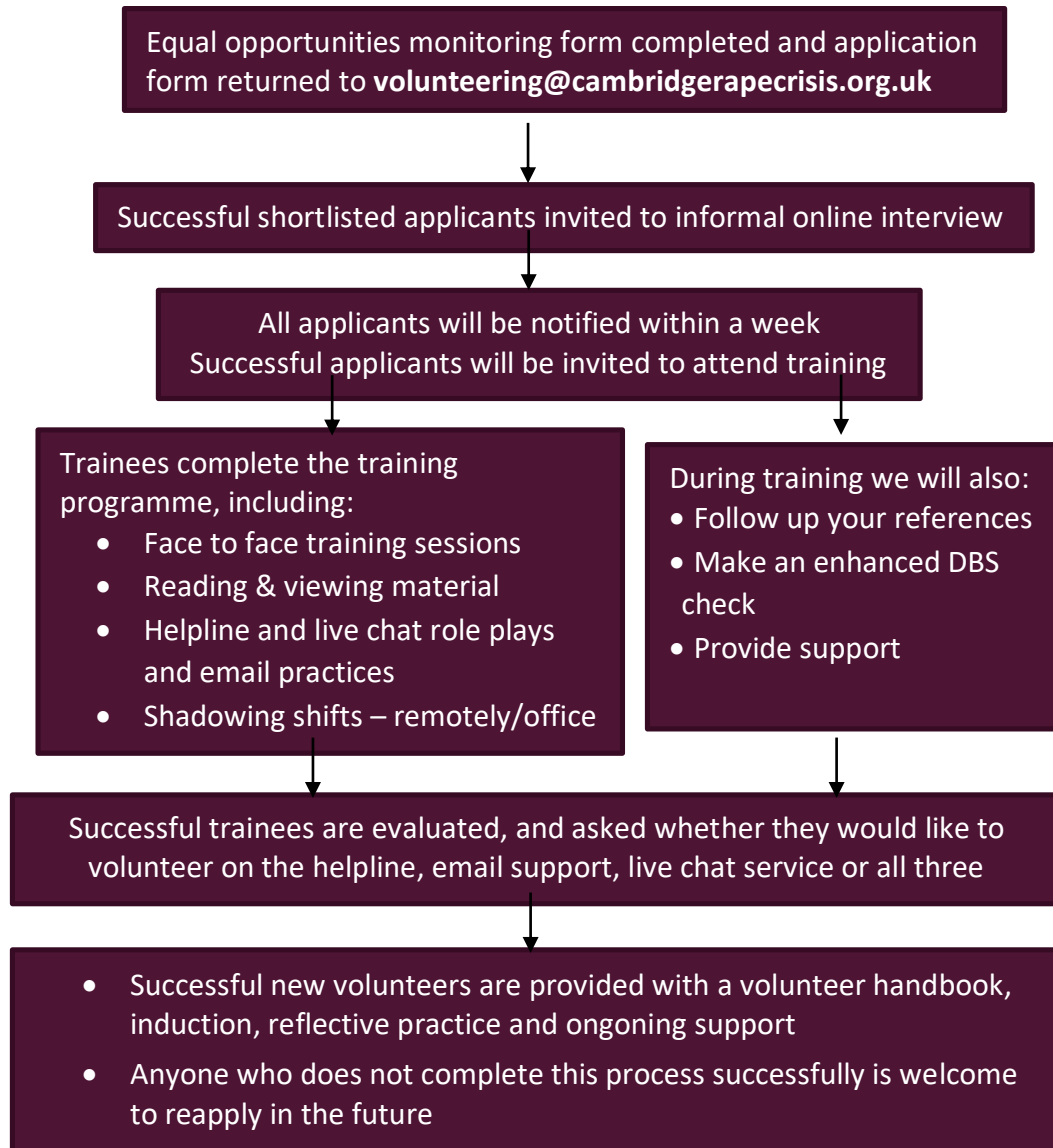 Equal opportunities monitoring form completed and application
form returned to volunteering@cambridgerapecrisis.org.uk
Successful shortlisted applicants invited to informal online interview
All applicants will be notified within a week
Successful applicants will be invited to attend training
Trainees complete the training
programme, including:
• Face to face training sessions
• Reading & viewing material
• Helpline and live chat role plays
and email practices
• Shadowing shifts – remotely/office
During training we will also:
• Follow up your references
• Make an enhanced DBS
check
• Provide support
Successful trainees are evaluated, and asked whether they would like to
volunteer on the helpline, email support, live chat service or all three
• Successful new volunteers are provided with a volunteer handbook,
induction, reflective practice and ongoing support
• Anyone who does not complete this process successfully is welcome
to reapply in the future